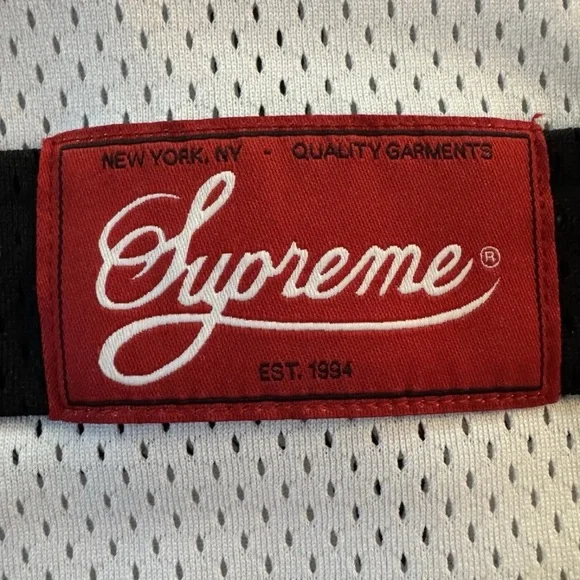 NEW YORK, NY - QUALITY GARMENTS
Supreme®
EST. 1994